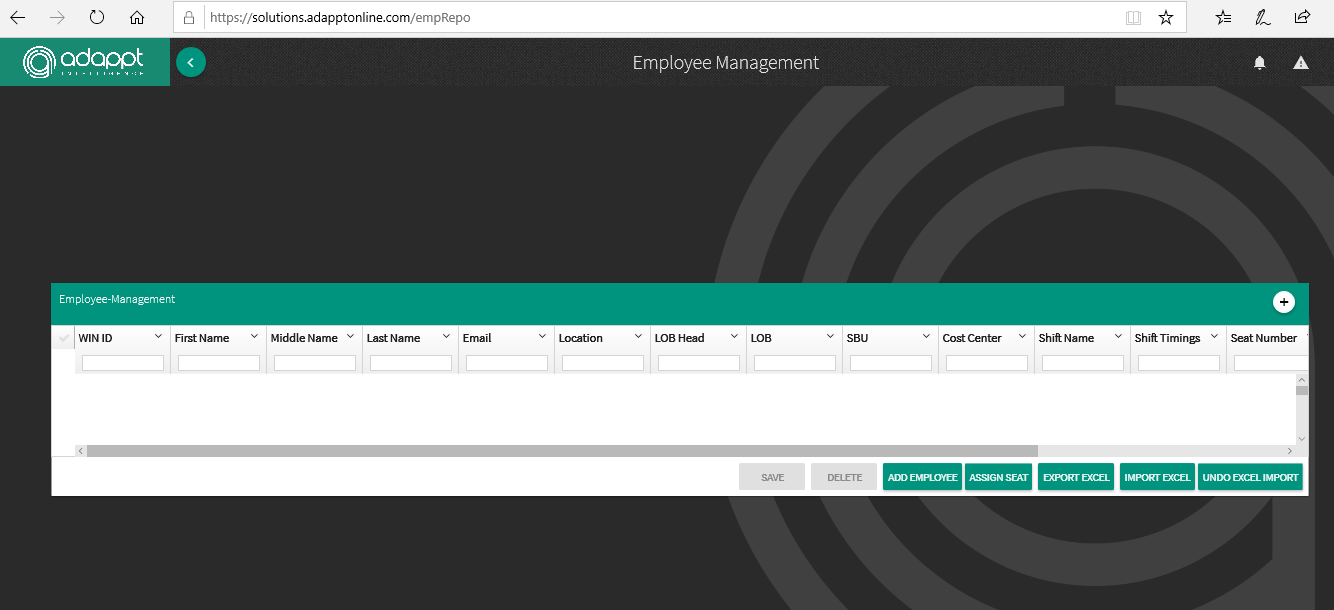 https://solutions.adapptonline.com/empRepo
adappt
INTELLIGENCE
Employee Management
Employee-Management
WIN ID First Name Middle Name Last Name Email Location LOB Head LOB SBU Cost Center Shift Name Shift Timings Seat Number
SAVE DELETE ADD EMPLOYEE ASSIGN SEAT EXPORT EXCEL IMPORT EXCEL UNDO EXCEL IMPORT